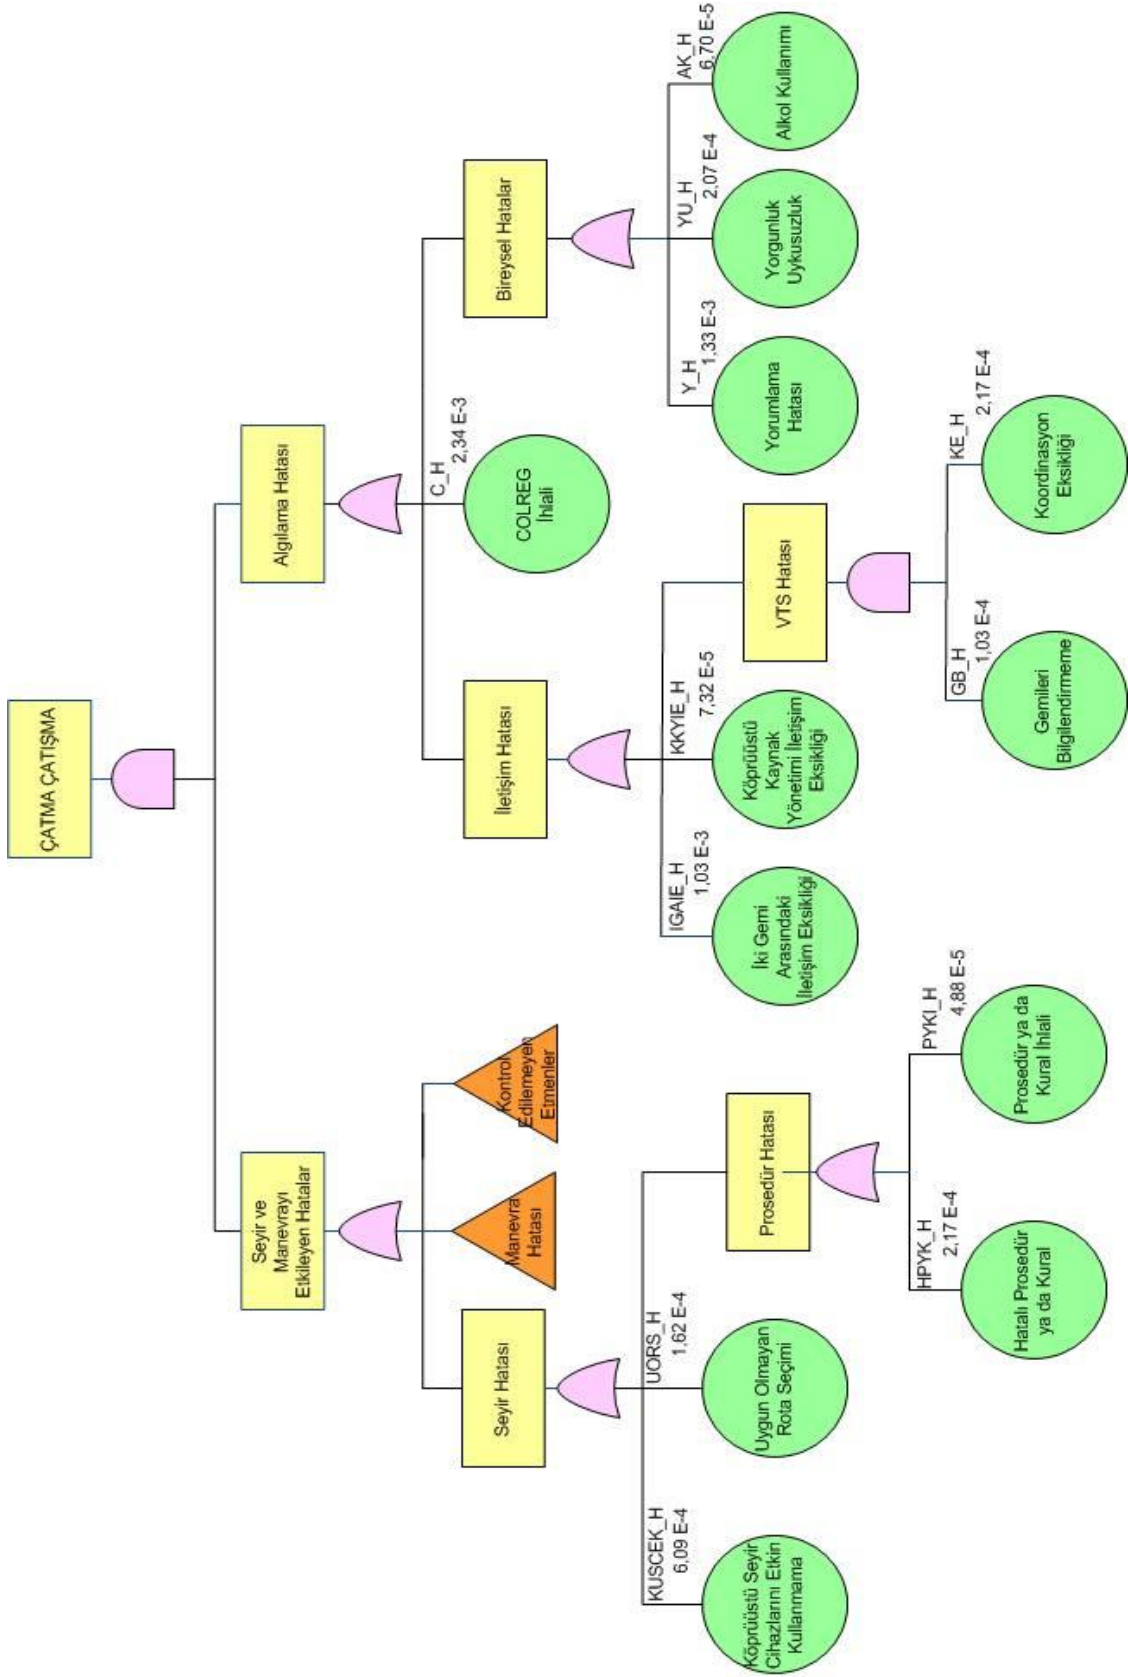 ÇATMA ÇATIŞMA
Seyir ve
Manevrayı
Etkileyen Hatalar
Algılama Hatası
Seyir Hatası
Manevra
Hatası
Kontrol
Edilemeyen
Etmenler
İletişim Hatası
C_H
2,34 E-3
COLREG
İhlali
Bireysel Hatalar
KUSCEK_H
6,09 E-4
Köprüüstü Seyir
Cihazlarını Etkin
Kullanmama
UORS_H
1,62 E-4
Uygun Olmayan
Rota Seçimi
Prosedür Hatası
IGAIE_H
1,03 E-3
İki Gemi
Arasındaki
İletişim Eksikliği
KKYIE_H
7,32 E-5
Köprüüstü
Kaynak
Yönetimi İletişim
Eksikliği
VTS Hatası
Y_H
1,33 E-3
Yorumlama
Hatası
YU_H
2,07 E-4
Yorgunluk
Uykusuzluk
AK_H
6,70 E-5
Alkol Kullanımı
HPYK_H
2,17 E-4
Hatalı Prosedür
ya da Kural
PYKI_H
4,88 E-5
Prosedür ya da
Kural İhlali
GB_H
1,03 E-4
Gemileri
Bilgilendirmeme
KE_H
2,17 E-4
Koordinasyon
Eksikliği